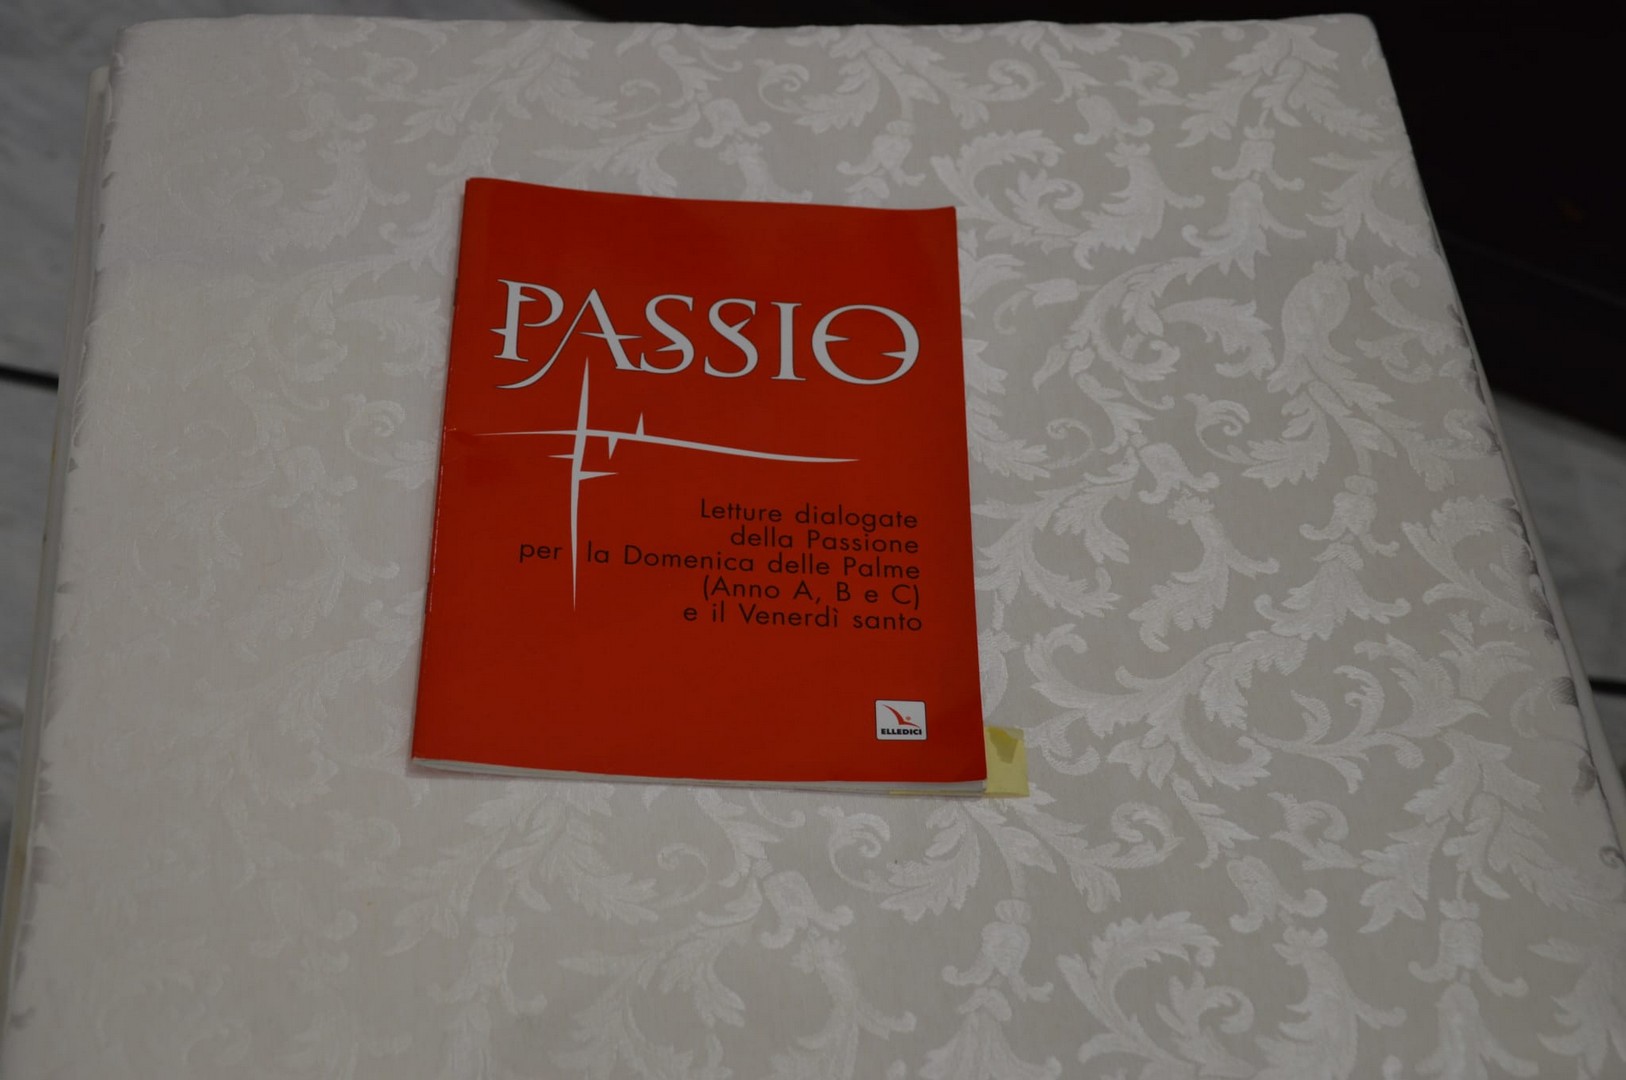 PASSIO
Letture dialogate
della Passione
per la Domenica delle Palme
(Anno A, B e C)
e il Venerdì santo
ELLEDICI